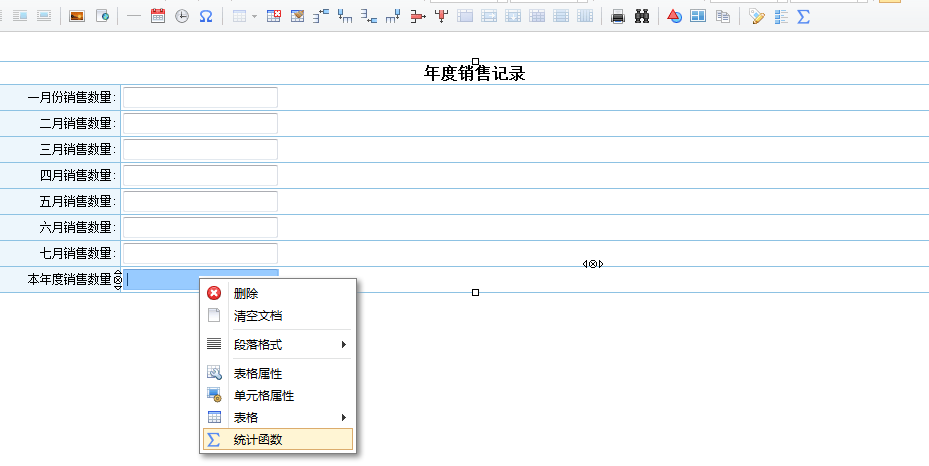 年度销售记录
一月份销售数量:
二月销售数量:
三月销售数量:
四月销售数量:
五月销售数量:
六月销售数量:
七月销售数量:
本年度销售数量
删除
清空文档
段落格式
表格属性
单元格属性
表格
统计函数